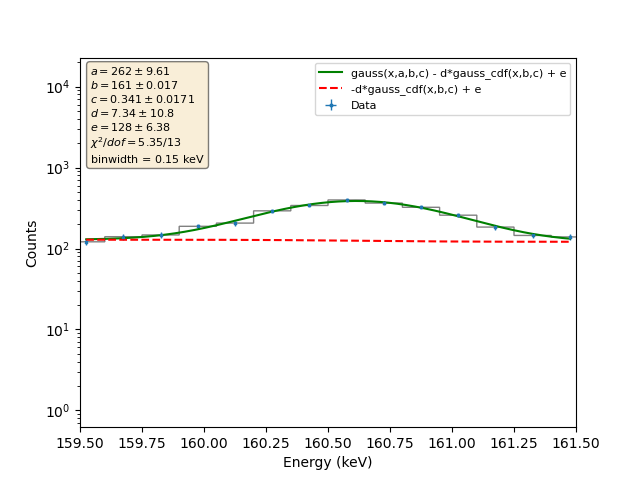 a = 262 ± 9.61
b = 161 ± 0.017
c = 0.341 ± 0.0171
d = 7.34 ± 10.8
e = 128 ± 6.38
χ²/dof = 5.35/13
binwidth = 0.15 keV
gauss(x,a,b,c) - d*gauss_cdf(x,b,c) + e
-d*gauss_cdf(x,b,c) + e
Data
Counts
10⁴
10³
10²
10¹
10⁰
159.50 159.75 160.00 160.25 160.50 160.75 161.00 161.25 161.50
Energy (keV)